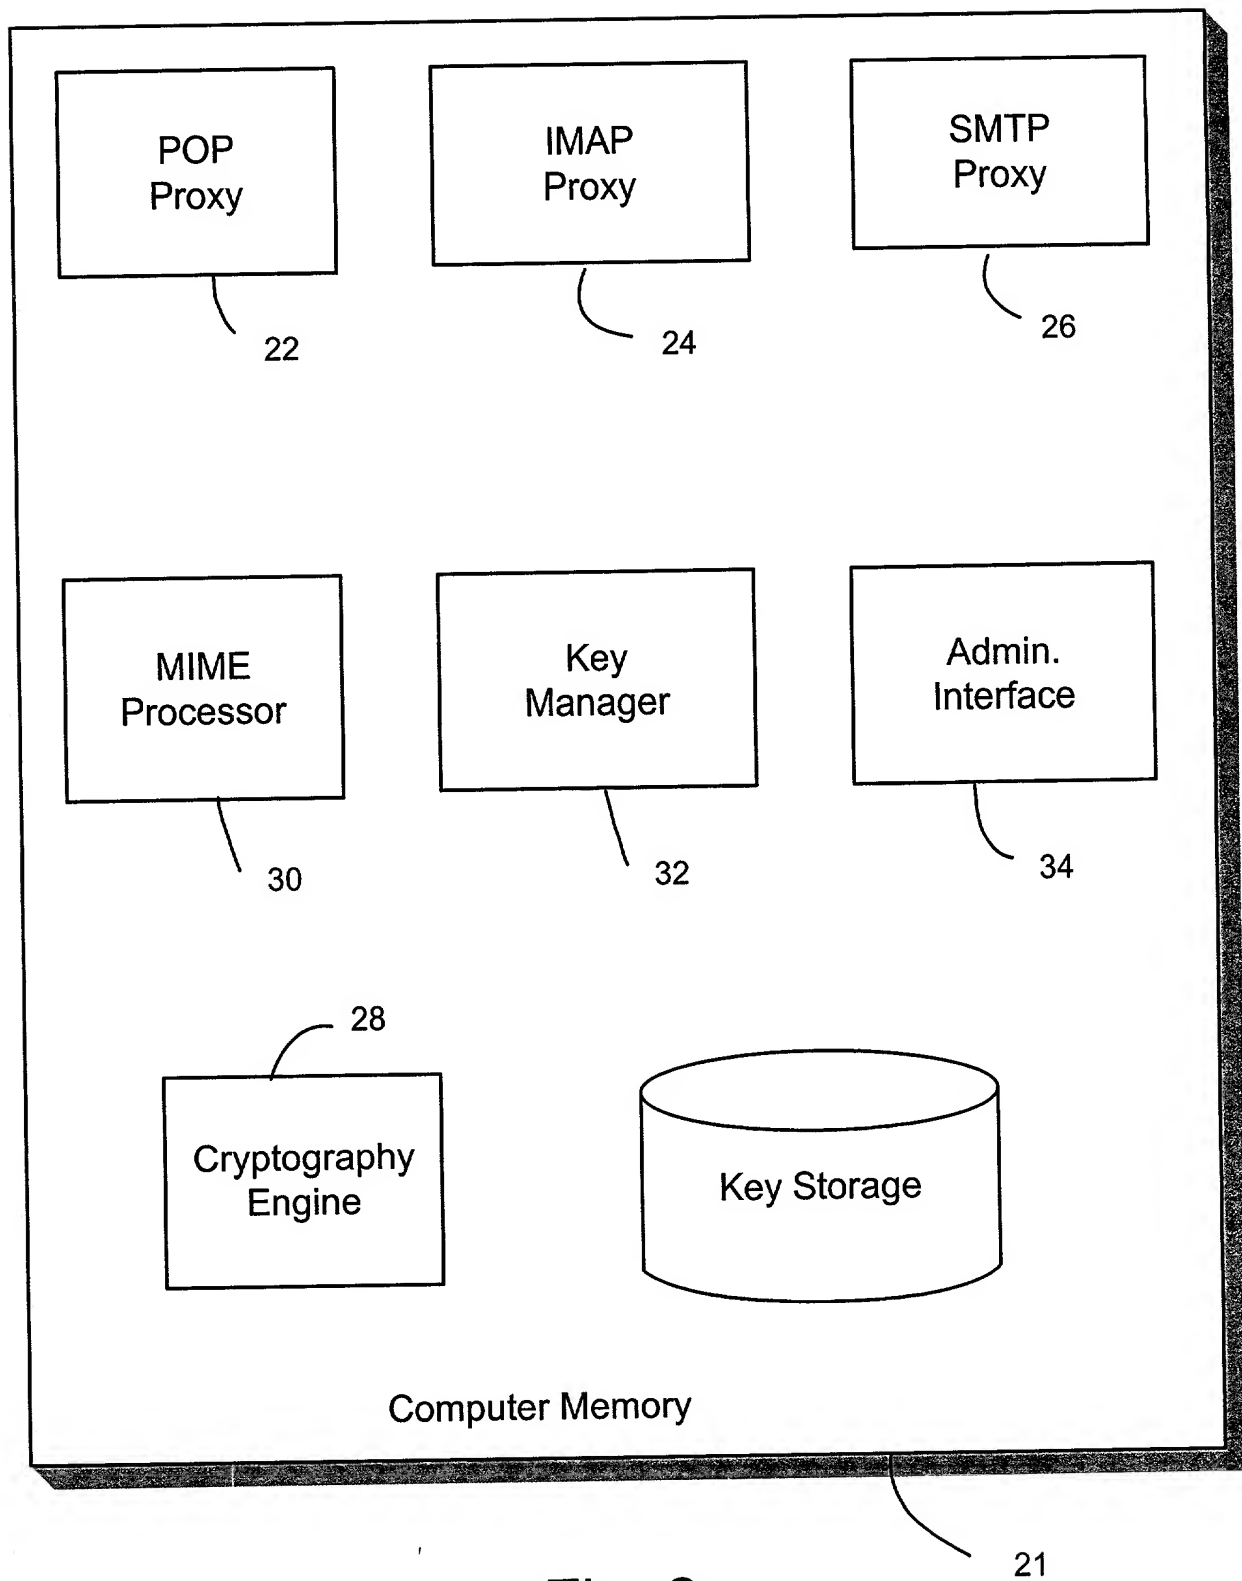 POP
Proxy
IMAP
Proxy
SMTP
Proxy
22
24
26
MIME
Processor
Key
Manager
Admin.
Interface
30
32
34
28
Cryptography
Engine
Key Storage
Computer Memory
21